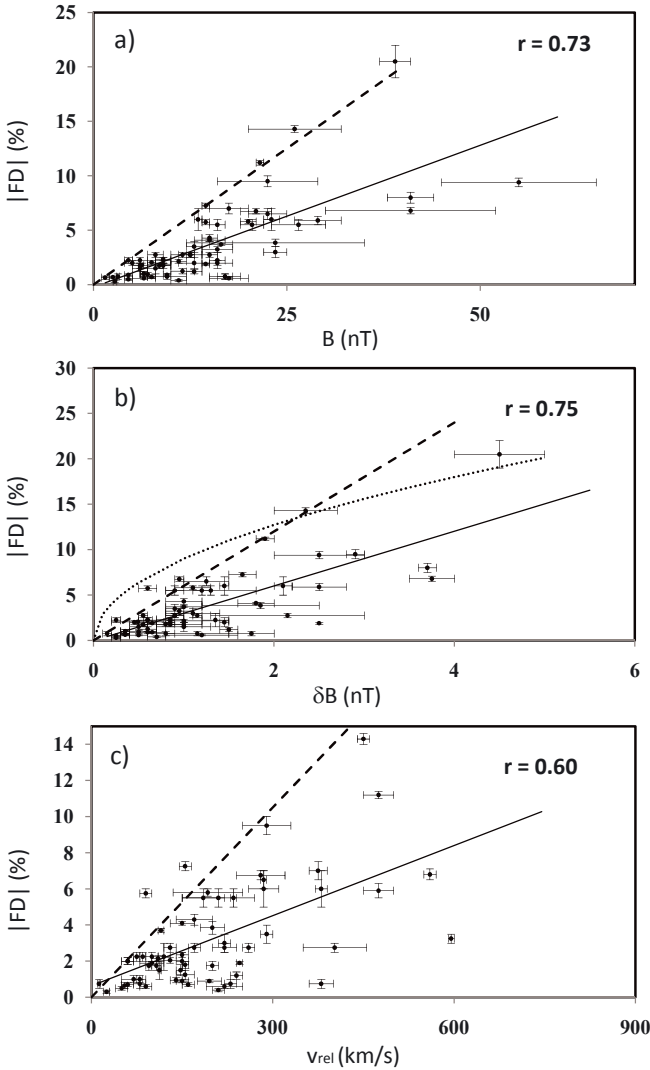 a)
r = 0.73
25
20
15
10
5
0
|FD| (%)
0 25 50
B (nT)
b)
r = 0.75
30
25
20
15
10
5
0
|FD| (%)
0 2 4 6
δB (nT)
c)
r = 0.60
14
12
10
8
6
4
2
0
|FD| (%)
0 300 600 900
vrel (km/s)